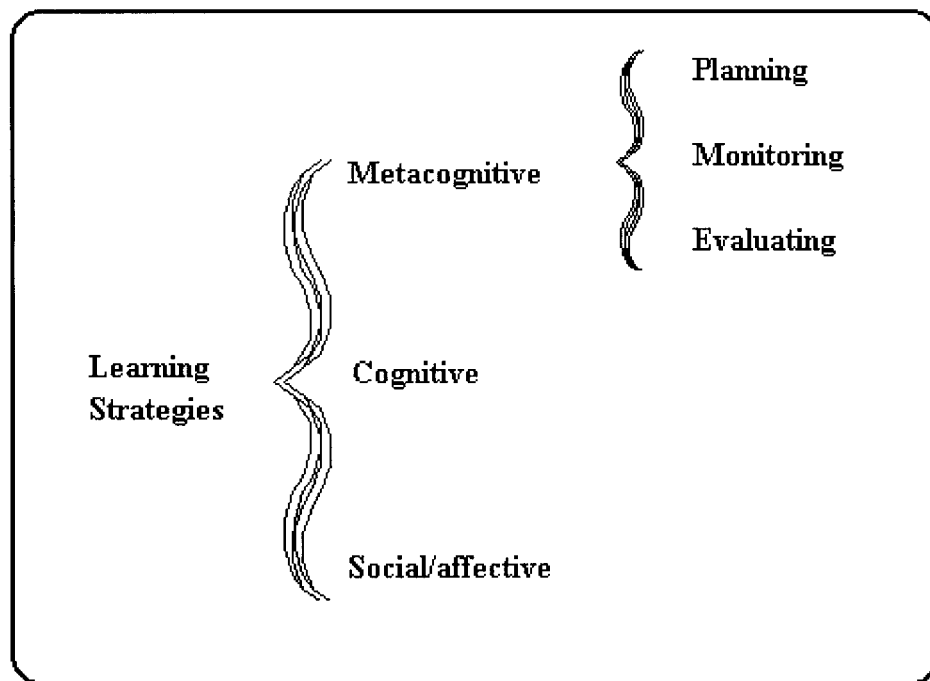 Planning
Metacognitive
Monitoring
Evaluating
Learning
Strategies
Cognitive
Social/affective